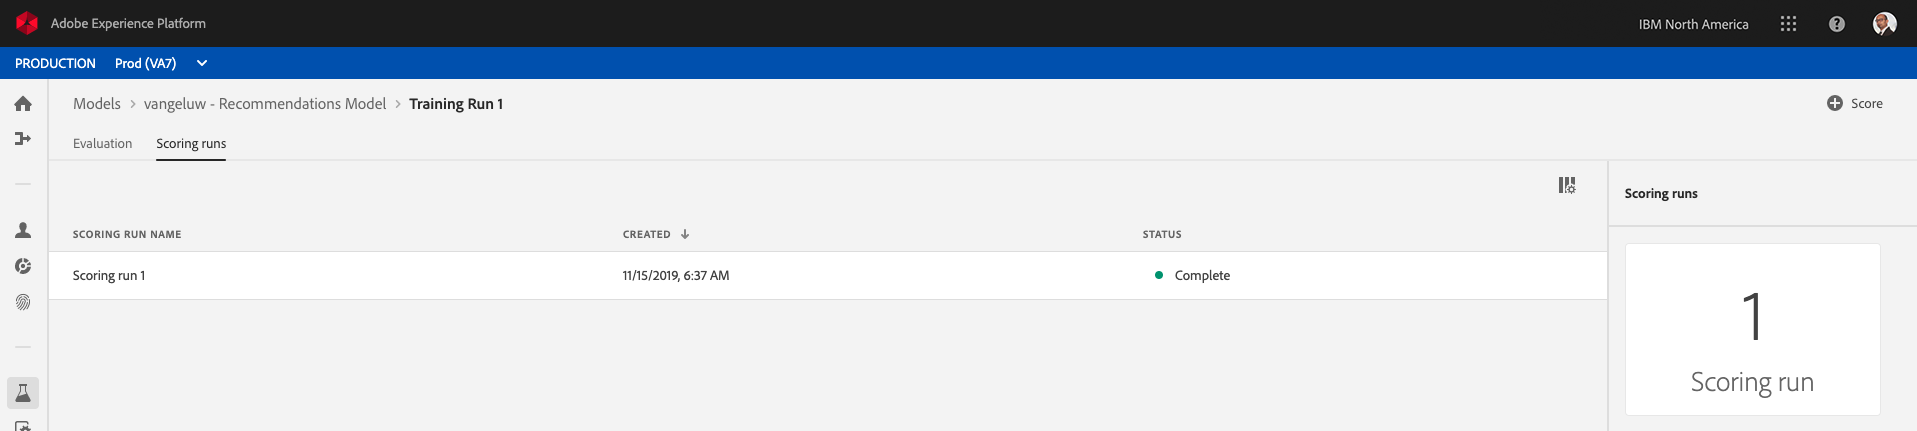 Adobe Experience Platform
IBM North America
PRODUCTION Prod (VA7)
Models > vangeluw - Recommendations Model > Training Run 1
Score
Evaluation Scoring runs
Scoring runs
SCORING RUN NAME CREATED STATUS
Scoring run 1 11/15/2019, 6:37 AM Complete
1
Scoring run